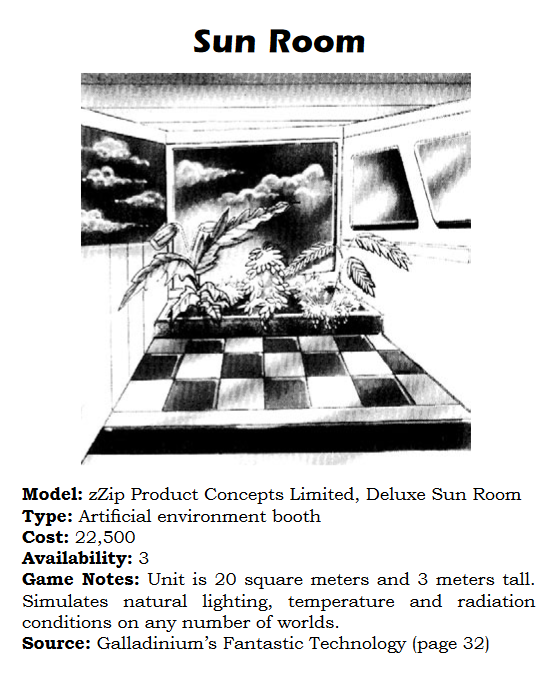 Sun Room
Model: zZip Product Concepts Limited, Deluxe Sun Room
Type: Artificial environment booth
Cost: 22,500
Availability: 3
Game Notes: Unit is 20 square meters and 3 meters tall.
Simulates natural lighting, temperature and radiation
conditions on any number of worlds.
Source: Galladinium’s Fantastic Technology (page 32)